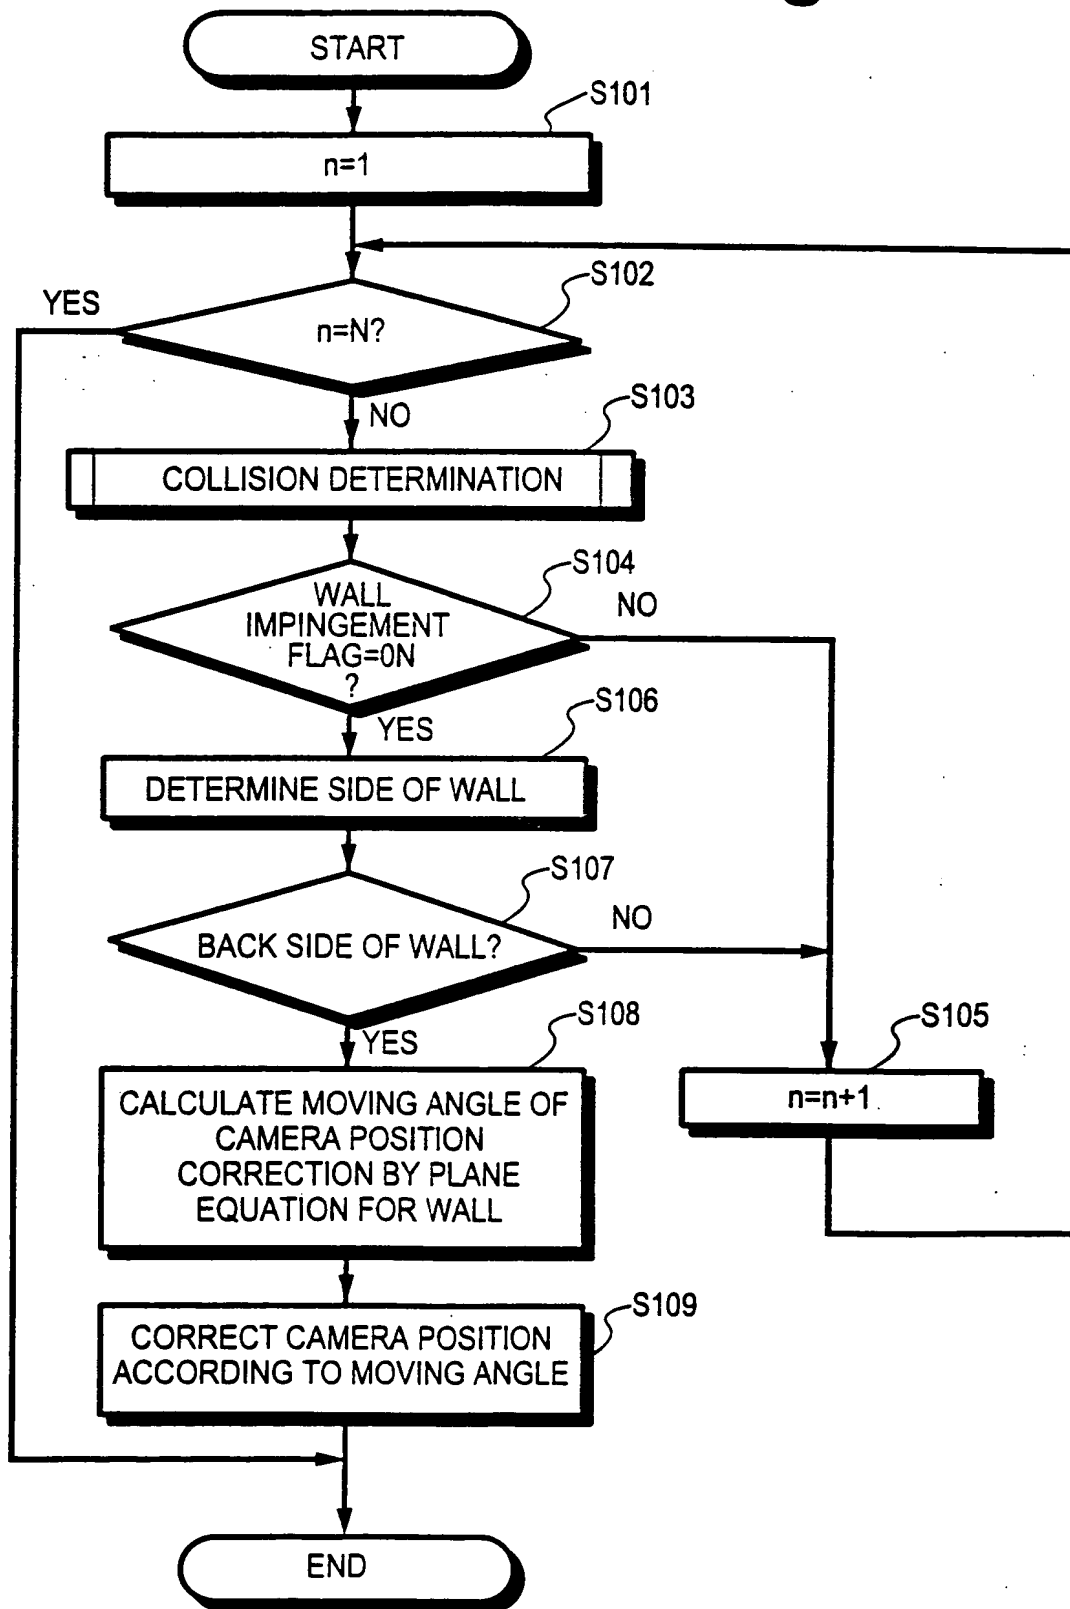 START
S101
n=1
S102
YES
n=N?
NO
S103
COLLISION DETERMINATION
S104
WALL
IMPINGEMENT
FLAG=0N
?
NO
YES
S106
DETERMINE SIDE OF WALL
S107
BACK SIDE OF WALL?
NO
YES
S108
CALCULATE MOVING ANGLE OF
CAMERA POSITION
CORRECTION BY PLANE
EQUATION FOR WALL
S105
n=n+1
S109
CORRECT CAMERA POSITION
ACCORDING TO MOVING ANGLE
END